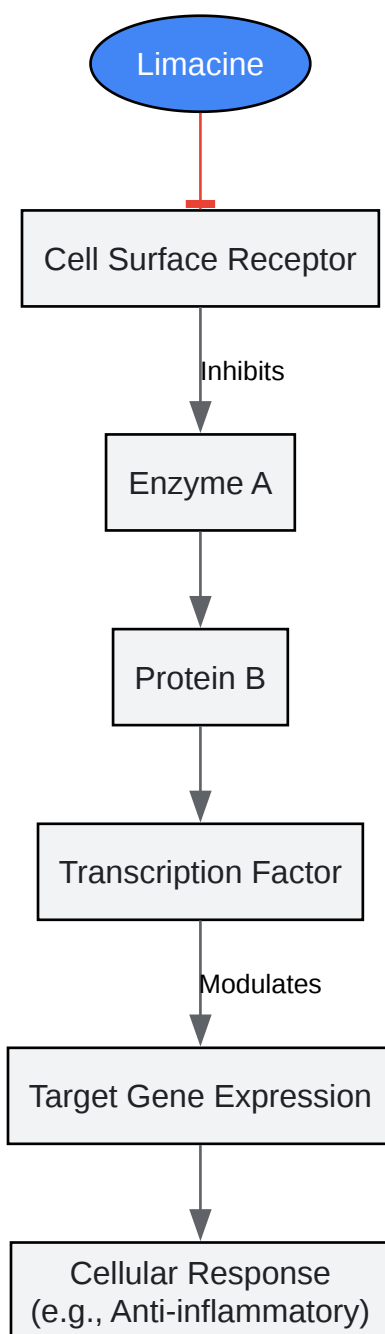 Limacine
Cell Surface Receptor
Inhibits
Enzyme A
Protein B
Transcription Factor
Modulates
Target Gene Expression
Cellular Response
(e.g., Anti-inflammatory)